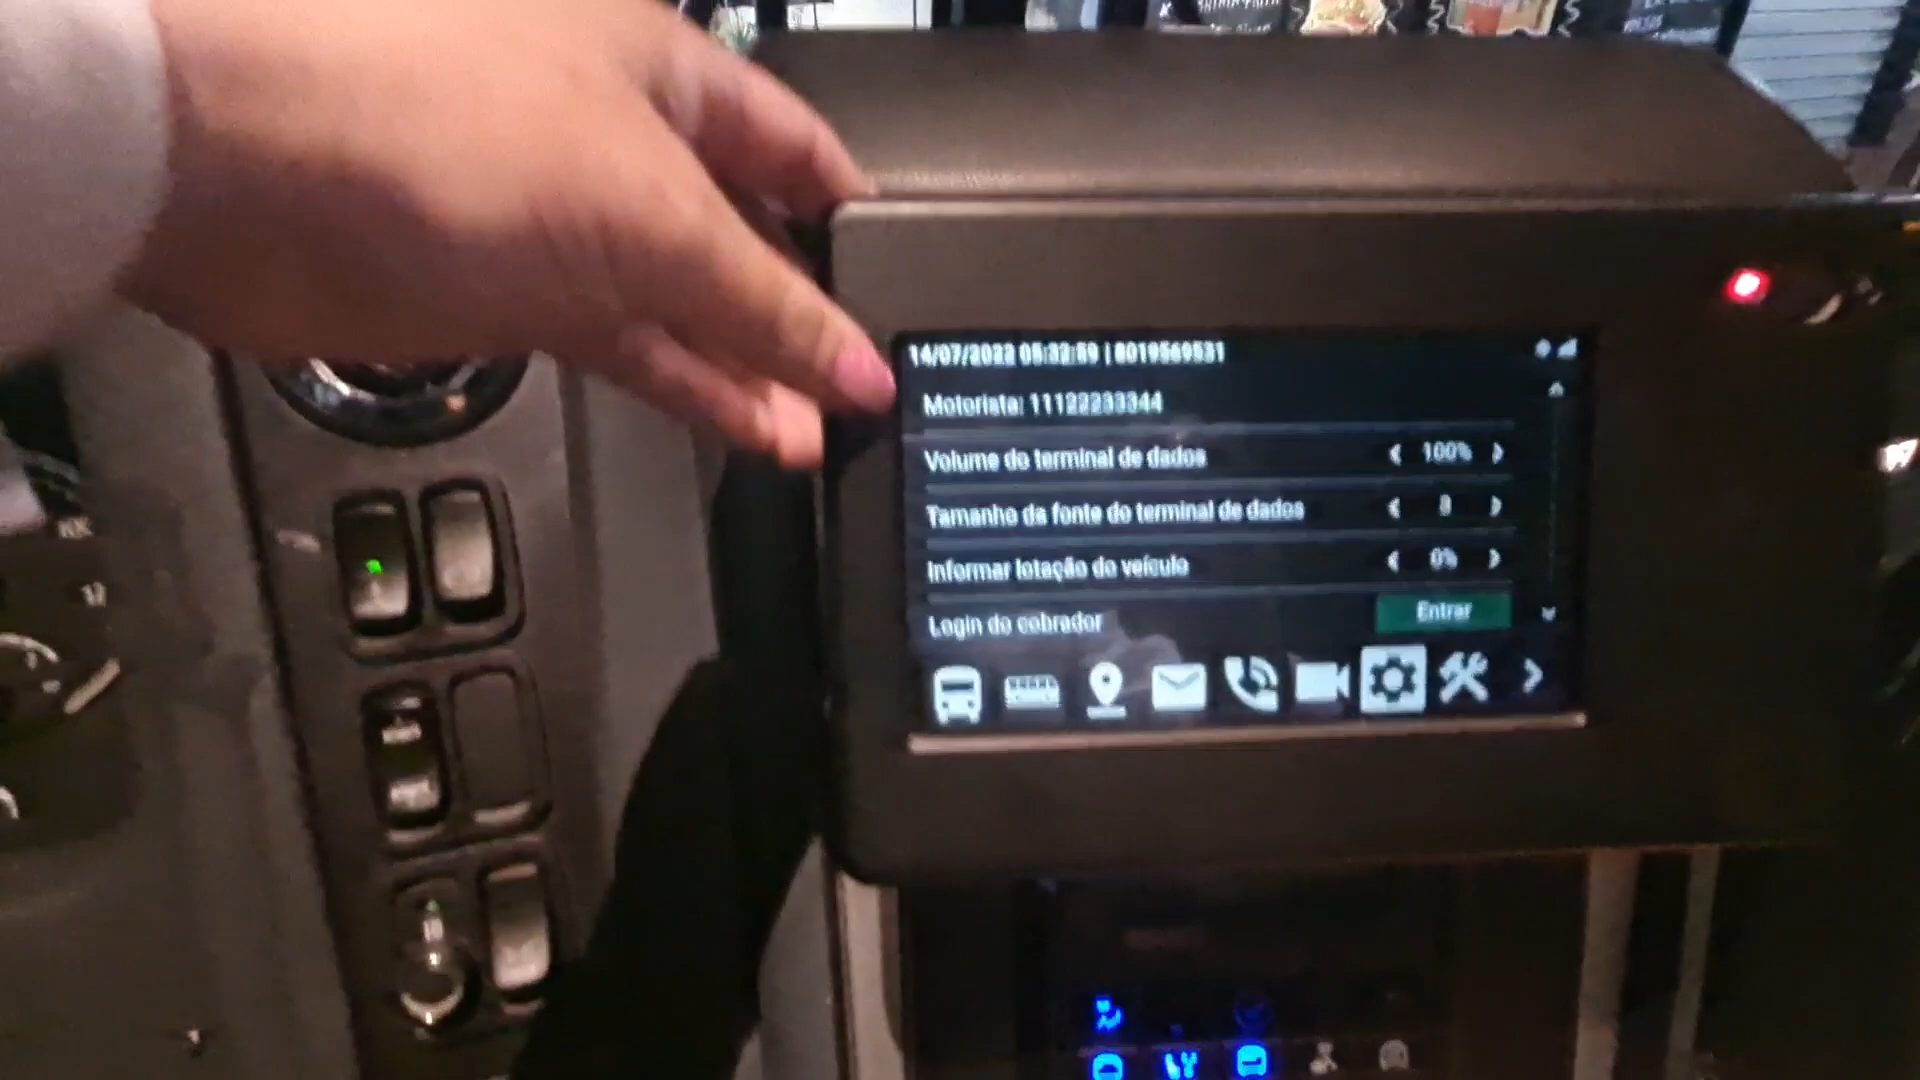 14/07/2022 05:32:59 | 8019569531
Motorista: 11122233344
Volume do terminal de dados
100%
Tamanho da fonte do terminal de dados
3
Informar lotação do veículo
0%
Login do cobrador
Entrar